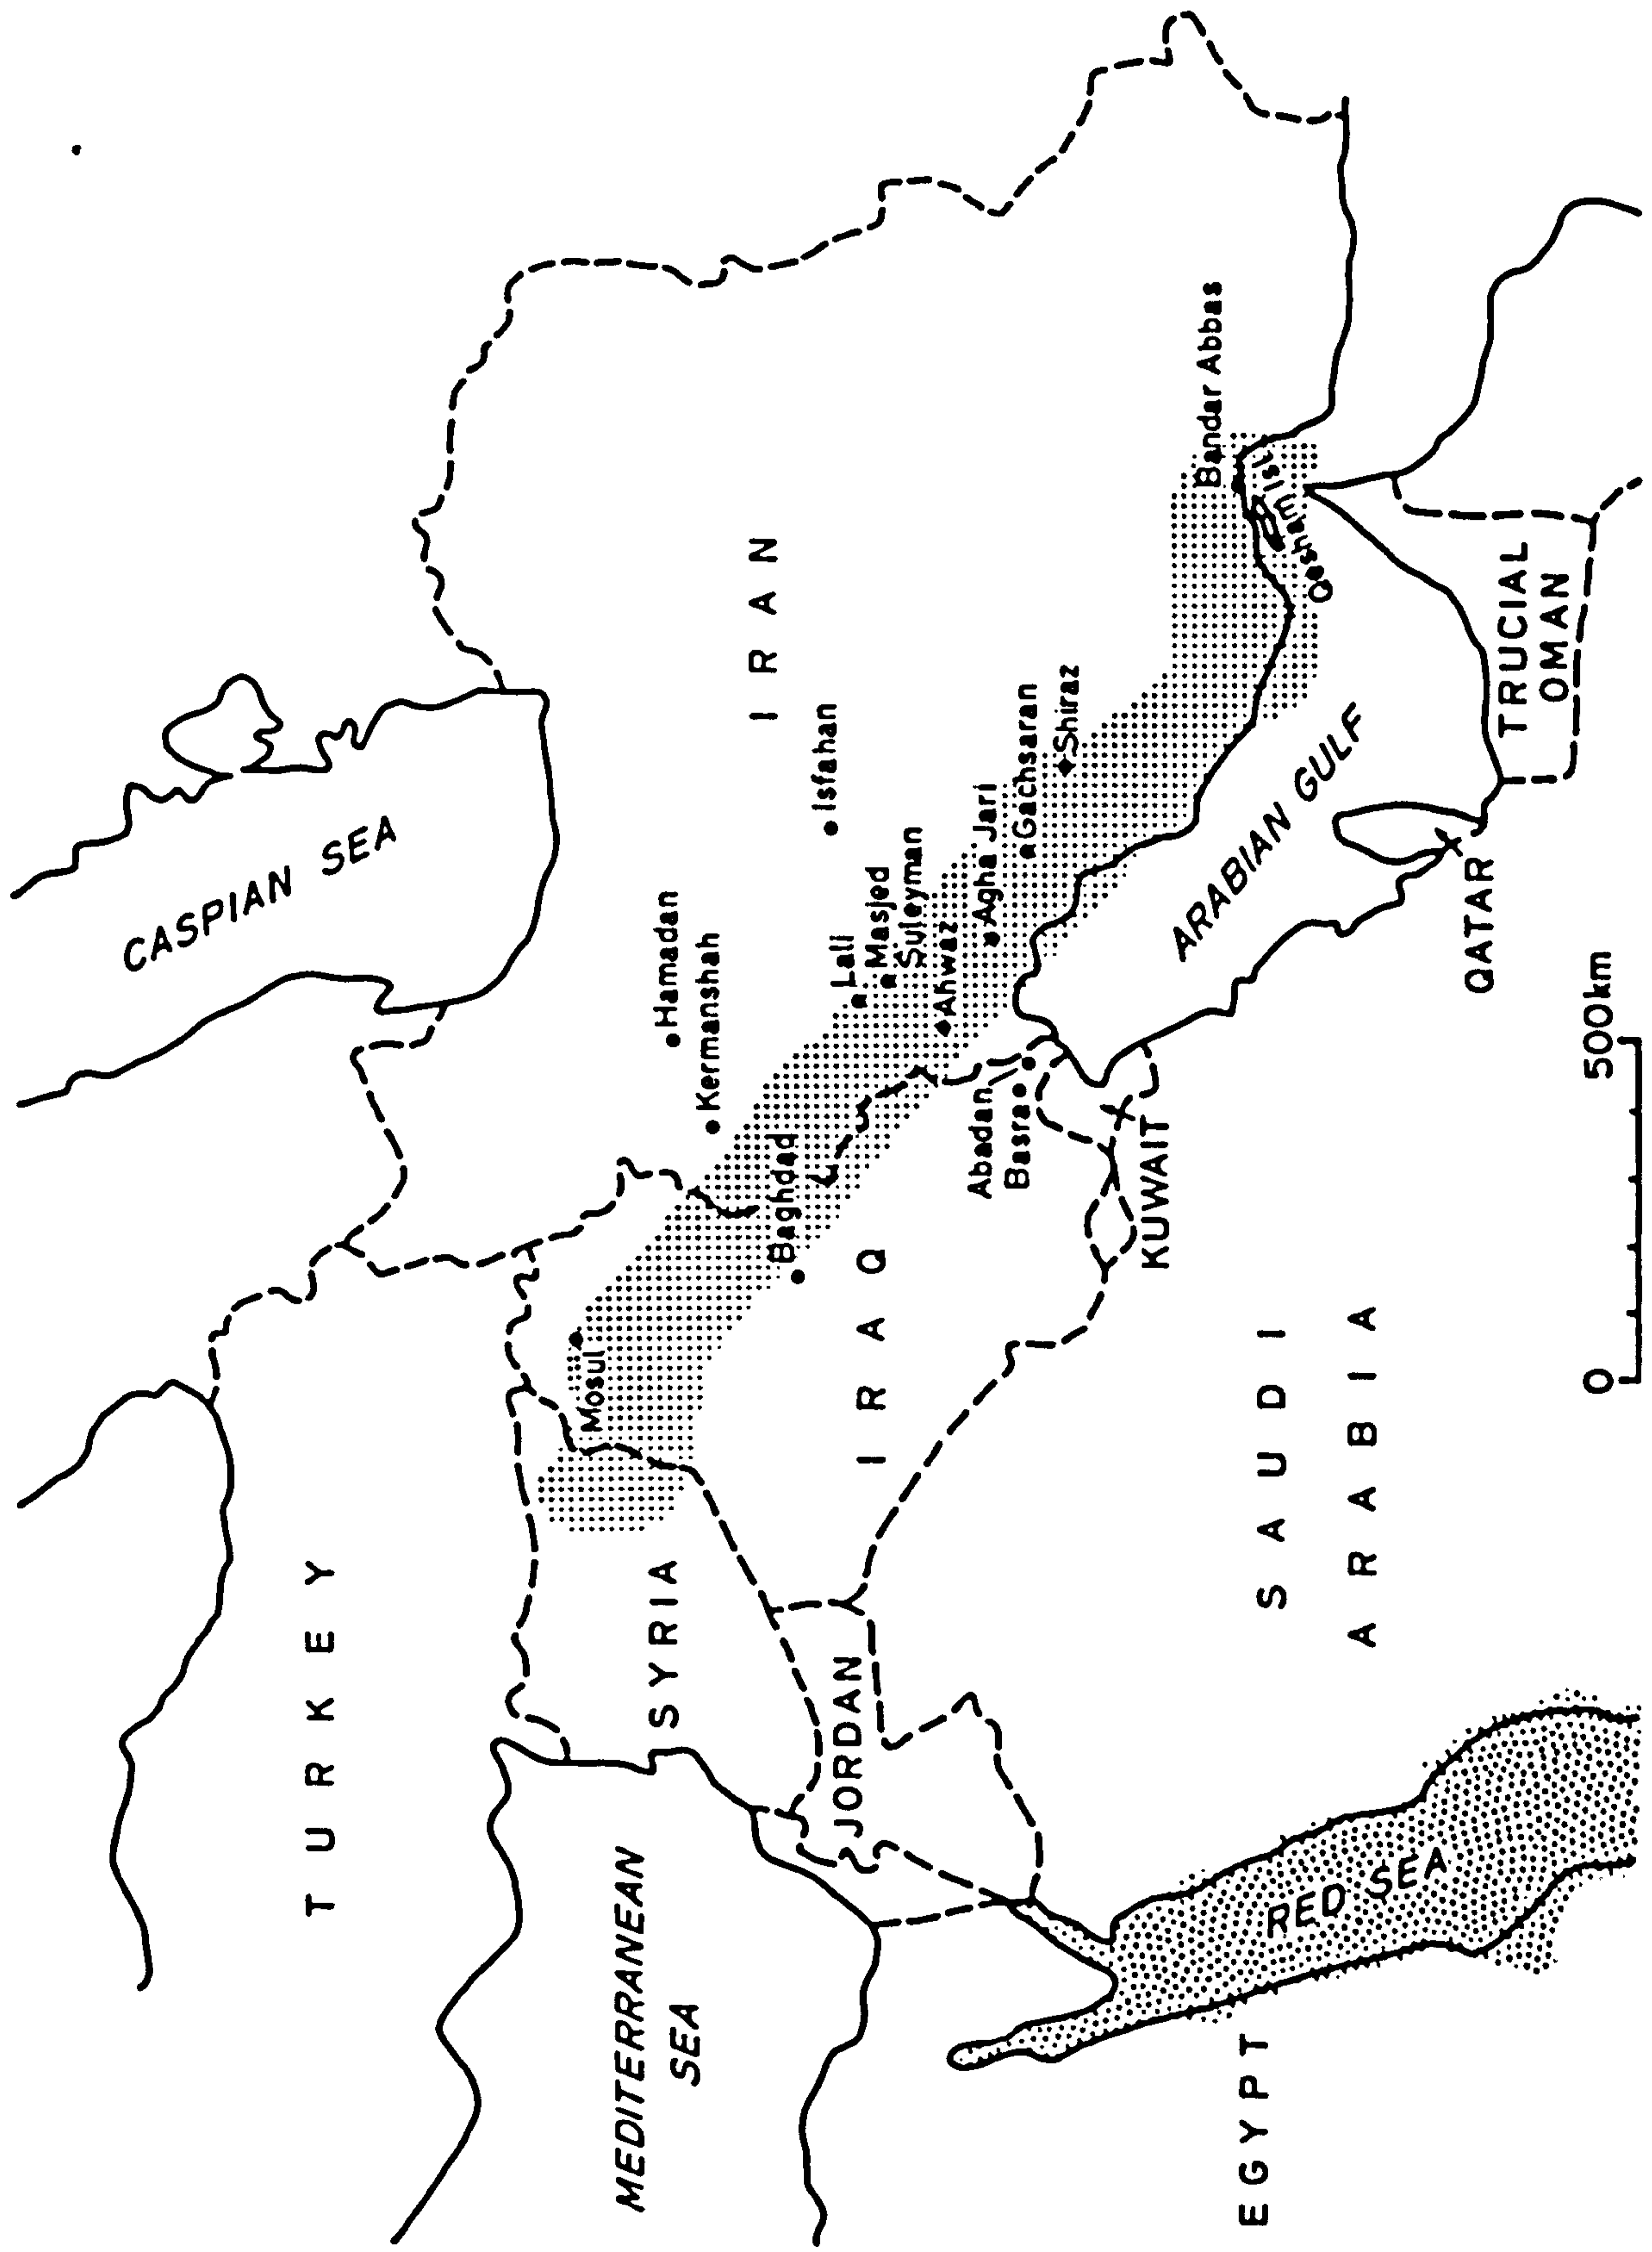 CASPIAN SEA
TURKEY
IRAN
Hamadan
Kermanshah
Isfahan
Mosul
Lali
Masjed
Suleyman
Baghdad
Ahwaz
Agha Jari
Gachsaran
Shiraz
Bandar Abbas
Qeshm Isl.
SYRIA
MEDITERRANEAN
SEA
IRAQ
Abadan
Basra
JORDAN
KUWAIT
ARABIAN GULF
QATAR
TRUCIAL
OMAN
SAUDI
ARABIA
EGYPT
RED SEA
0
500km